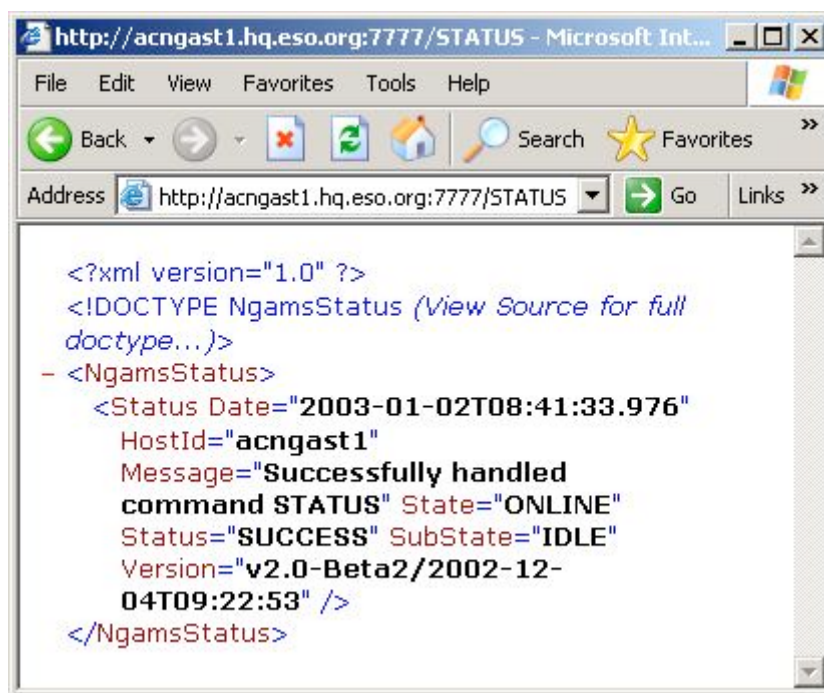 http://acngast1.hq.eso.org:7777/STATUS - Microsoft Int...
File Edit View Favorites Tools Help
Back Search Favorites »
Address http://acngast1.hq.eso.org:7777/STATUS Go Links »
<?xml version="1.0" ?>
<!DOCTYPE NgamsStatus (View Source for full
doctype...)>
– <NgamsStatus>
<Status Date="2003-01-02T08:41:33.976"
HostId="acngast1"
Message="Successfully handled
command STATUS" State="ONLINE"
Status="SUCCESS" SubState="IDLE"
Version="v2.0-Beta2/2002-12-
04T09:22:53" />
</NgamsStatus>